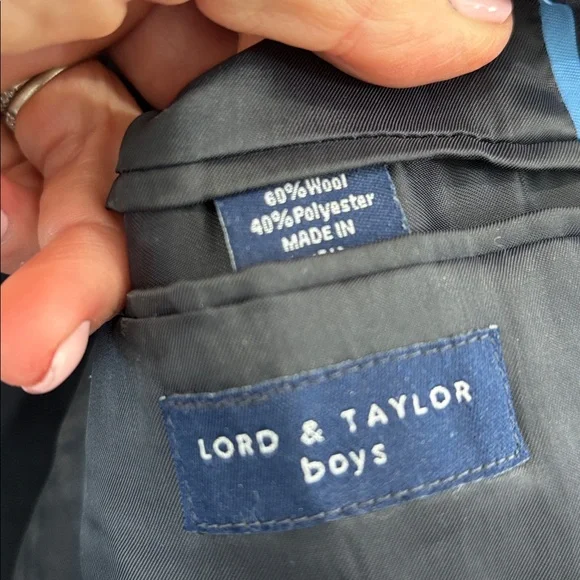 60%Wool
40%Polyester
MADE IN
LORD & TAYLOR
boys